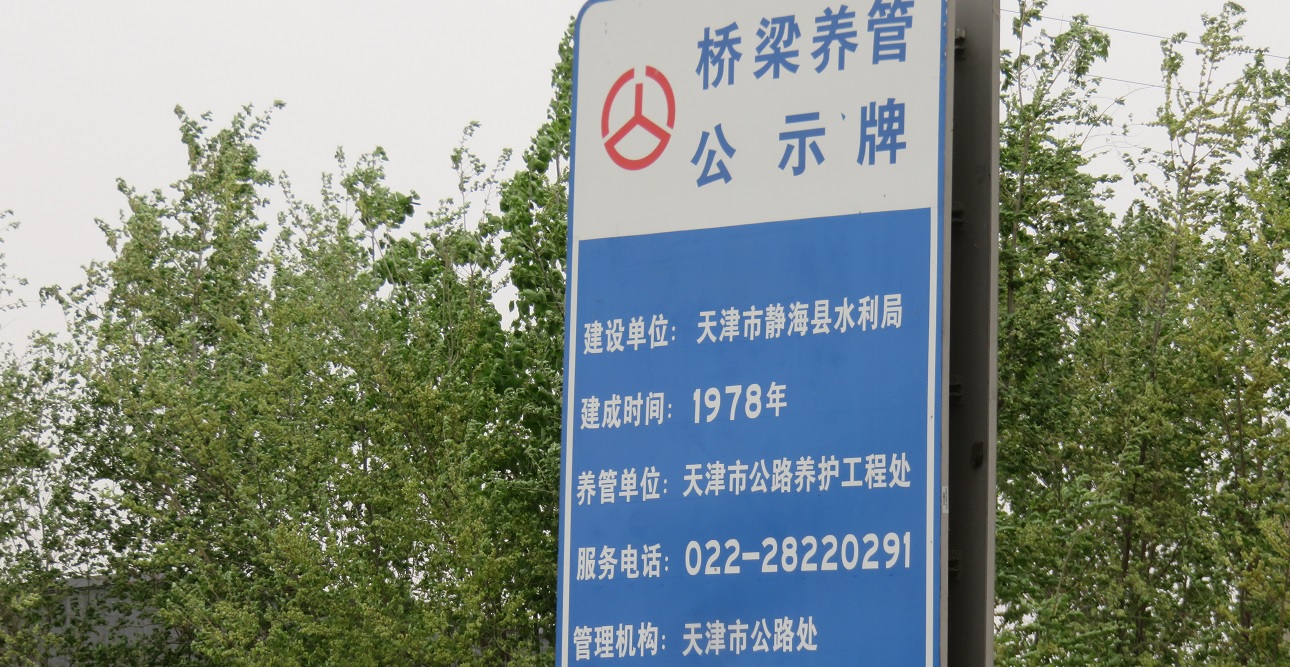 桥梁养管
公示牌
建设单位：天津市静海县水利局
建成时间：1978年
养管单位：天津市公路养护工程处
服务电话：022-28220291
管理机构：天津市公路处